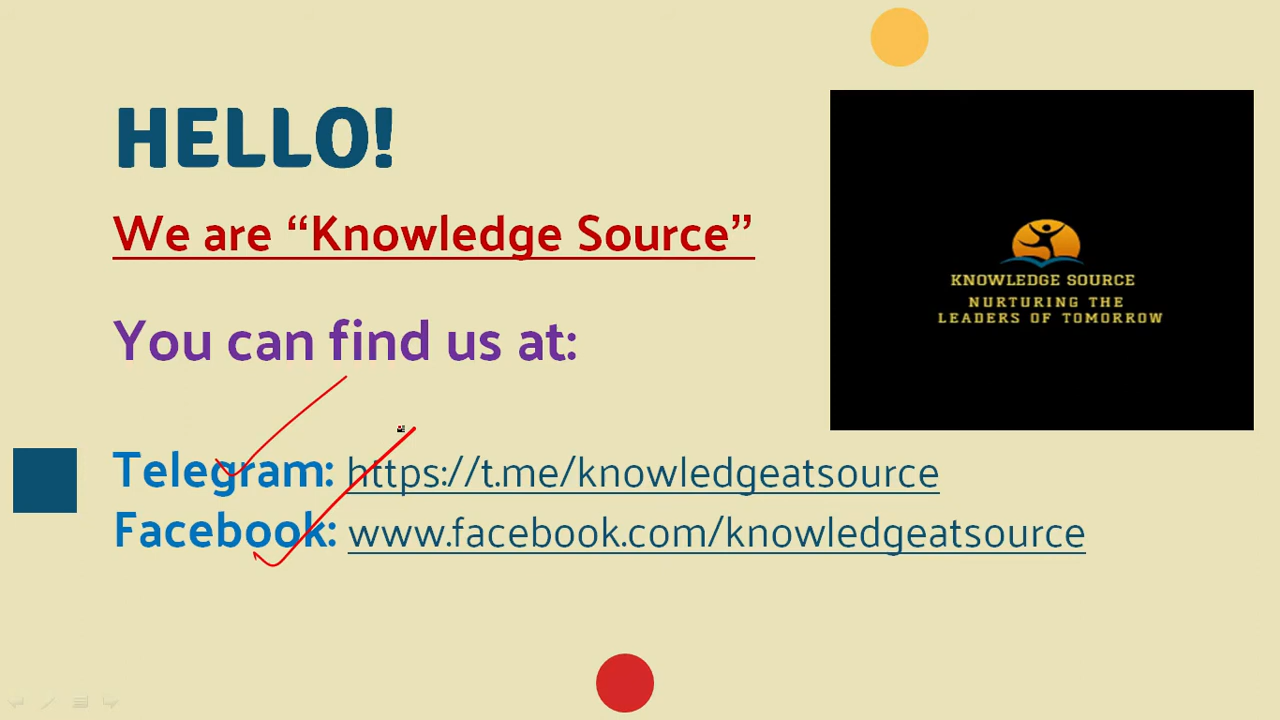 HELLO!
We are “Knowledge Source”
You can find us at:
Telegram: https://t.me/knowledgeatsource
Facebook: www.facebook.com/knowledgeatsource
KNOWLEDGE SOURCE
NURTURING THE
LEADERS OF TOMORROW